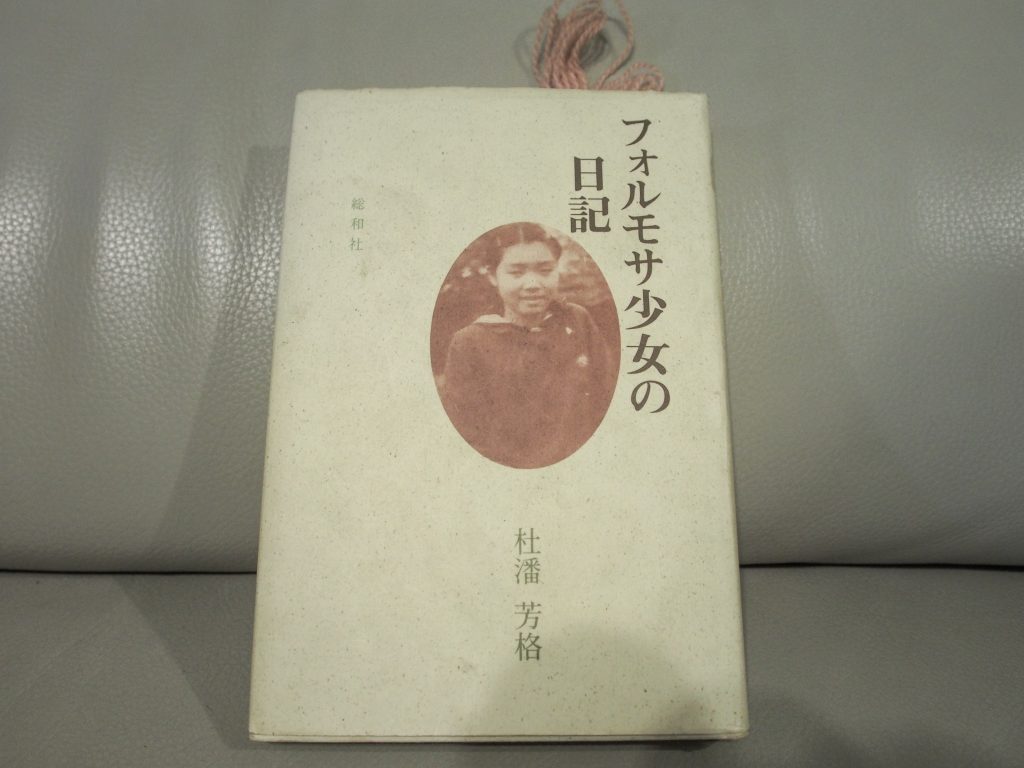 フォルモサ少女の
日記
総和社
杜潘 芳格